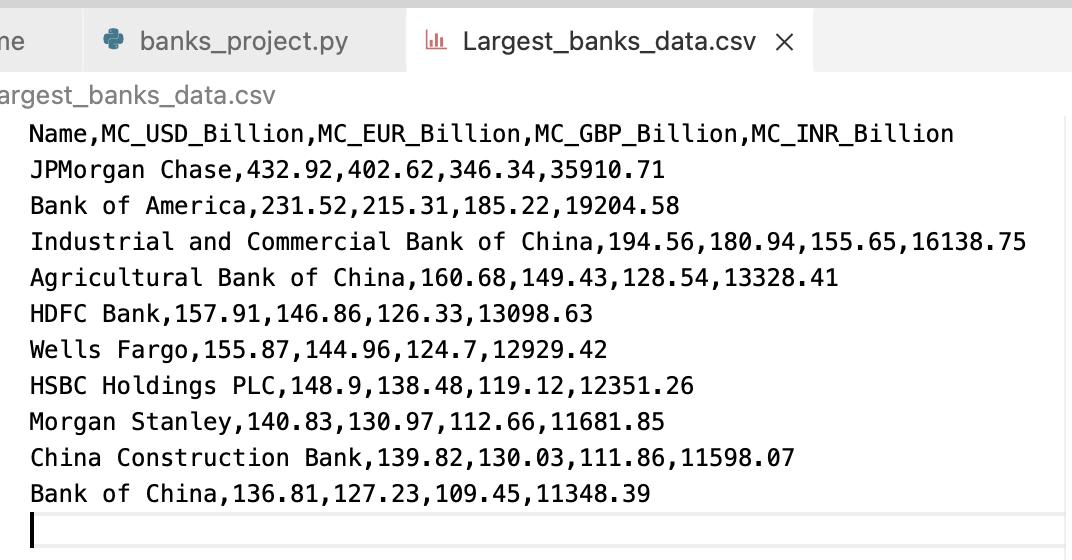 me banks_project.py Largest_banks_data.csv
argest_banks_data.csv
Name,MC_USD_Billion,MC_EUR_Billion,MC_GBP_Billion,MC_INR_Billion
JPMorgan Chase,432.92,402.62,346.34,35910.71
Bank of America,231.52,215.31,185.22,19204.58
Industrial and Commercial Bank of China,194.56,180.94,155.65,16138.75
Agricultural Bank of China,160.68,149.43,128.54,13328.41
HDFC Bank,157.91,146.86,126.33,13098.63
Wells Fargo,155.87,144.96,124.7,12929.42
HSBC Holdings PLC,148.9,138.48,119.12,12351.26
Morgan Stanley,140.83,130.97,112.66,11681.85
China Construction Bank,139.82,130.03,111.86,11598.07
Bank of China,136.81,127.23,109.45,11348.39